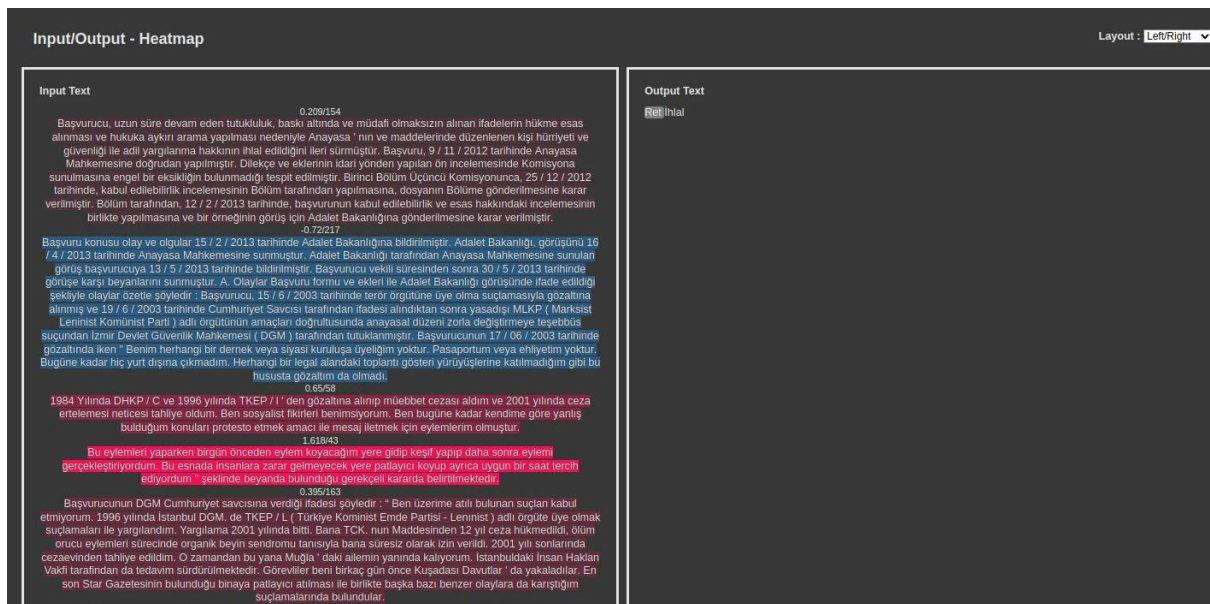 Input/Output - Heatmap
Layout : Left/Right
Input Text
0.209/154
Başvurucu, uzun süre devam eden tutukluluk, baskı altında ve müdafi olmaksızın alınan ifadelerin hükme esas
alınması ve hukuka aykırı arama yapılması nedeniyle Anayasa ' nın ve maddelerinde düzenlenen kişi hürriyeti ve
güvenliği ile adil yargılanma hakkının ihlal edildiğini ileri sürmüştür. Başvuru, 9 / 11 / 2012 tarihinde Anayasa
Mahkemesine doğrudan yapılmıştır. Dilekçe ve eklerinin idari yönden yapılan ön incelemesinde Komisyona
sunulmasına engel bir eksikliğin bulunmadığı tespit edilmiştir. Birinci Bölüm Üçüncü Komisyonunca, 25 / 12 / 2012
tarihinde, kabul edilebilirlik incelemesinin Bölüm tarafından yapılmasına, dosyanın Bölüme gönderilmesine karar
verilmiştir. Bölüm tarafından, 12 / 2 / 2013 tarihinde, başvurunun kabul edilebilirlik ve esas hakkındaki incelemesinin
birlikte yapılmasına ve bir örneğinin görüş için Adalet Bakanlığına gönderilmesine karar verilmiştir.
-0.72/217
Başvuru konusu olay ve olgular 15 / 2 / 2013 tarihinde Adalet Bakanlığına bildirilmiştir. Adalet Bakanlığı, görüşünü 16
/ 4 / 2013 tarihinde Anayasa Mahkemesine sunmuştur. Adalet Bakanlığı tarafından Anayasa Mahkemesine sunulan
görüş başvurucuya 13 / 5 / 2013 tarihinde bildirilmiştir. Başvurucu vekili süresinden sonra 30 / 5 / 2013 tarihinde
görüşe karşı beyanlarını sunmuştur. A. Olaylar Başvuru formu ve ekleri ile Adalet Bakanlığı görüşünde ifade edildiği
şekliyle olaylar özetle şöyledir : Başvurucu, 15 / 6 / 2003 tarihinde terör örgütüne üye olma suçlamasıyla gözaltına
alınmış ve 19 / 6 / 2003 tarihinde Cumhuriyet Savcısı tarafından ifadesi alındıktan sonra yasadışı MLKP ( Marksist
Leninist Komünist Parti ) adlı örgütünün amaçları doğrultusunda anayasal düzeni zorla değiştirmeye teşebbüs
suçundan İzmir Devlet Güvenlik Mahkemesi ( DGM ) tarafından tutuklanmıştır. Başvurucunun 17 / 06 / 2003 tarihinde
gözaltında iken " Benim herhangi bir dernek veya siyasi kuruluşa üyeliğim yoktur. Pasaportum veya ehliyetim yoktur.
Bugüne kadar hiç yurt dışına çıkmadım. Herhangi bir legal alandaki toplantı gösteri yürüyüşlerine katılmadığım gibi bu
hususta gözaltım da olmadı.
0.65/58
1984 Yılında DHKP / C ve 1996 yılında TKEP / l ' den gözaltına alınıp müebbet cezası aldım ve 2001 yılında ceza
ertelemesi neticesi tahliye oldum. Ben sosyalist fikirleri benimsiyorum. Ben bugüne kadar kendime göre yanlış
bulduğum konuları protesto etmek amacı ile mesaj iletmek için eylemlerim olmuştur.
1.618/43
Bu eylemleri yaparken birgün önceden eylem koyacağım yere gidip keşif yapıp daha sonra eylemi
gerçekleştiriyordum. Bu esnada insanlara zarar gelmeyecek yere patlayıcı koyup ayrıca uygun bir saat tercih
ediyordum " şeklinde beyanda bulunduğu gerekçeli kararda belirtilmektedir.
0.395/163
Başvurucunun DGM Cumhuriyet savcısına verdiği ifadesi şöyledir : “ Ben üzerime atılı bulunan suçları kabul
etmiyorum. 1996 yılında İstanbul DGM. de TKEP / L ( Türkiye Kominist Emde Partisi - Lenınist ) adlı örgüte üye olmak
suçlamaları ile yargılandım. Yargılama 2001 yılında bitti. Bana TCK. nun Maddesinden 12 yıl ceza hükmedildi, ölüm
orucu eylemleri sürecinde organik beyin sendromu tanısıyla bana süresiz olarak izin verildi. 2001 yılı sonlarında
cezaevinden tahliye edildim. O zamandan bu yana Muğla ' daki ailemin yanında kalıyorum. İstanbuldaki İnsan Haklan
Vakfi tarafından da tedavim sürdürülmektedir. Görevliler beni birkaç gün önce Kuşadası Davutlar ' da yakaladılar. En
son Star Gazetesinin bulunduğu binaya patlayıcı atılması ile birlikte başka bazı benzer olaylara da karıştığım
suçlamalarında bulundular.
Output Text
Ret İhlal